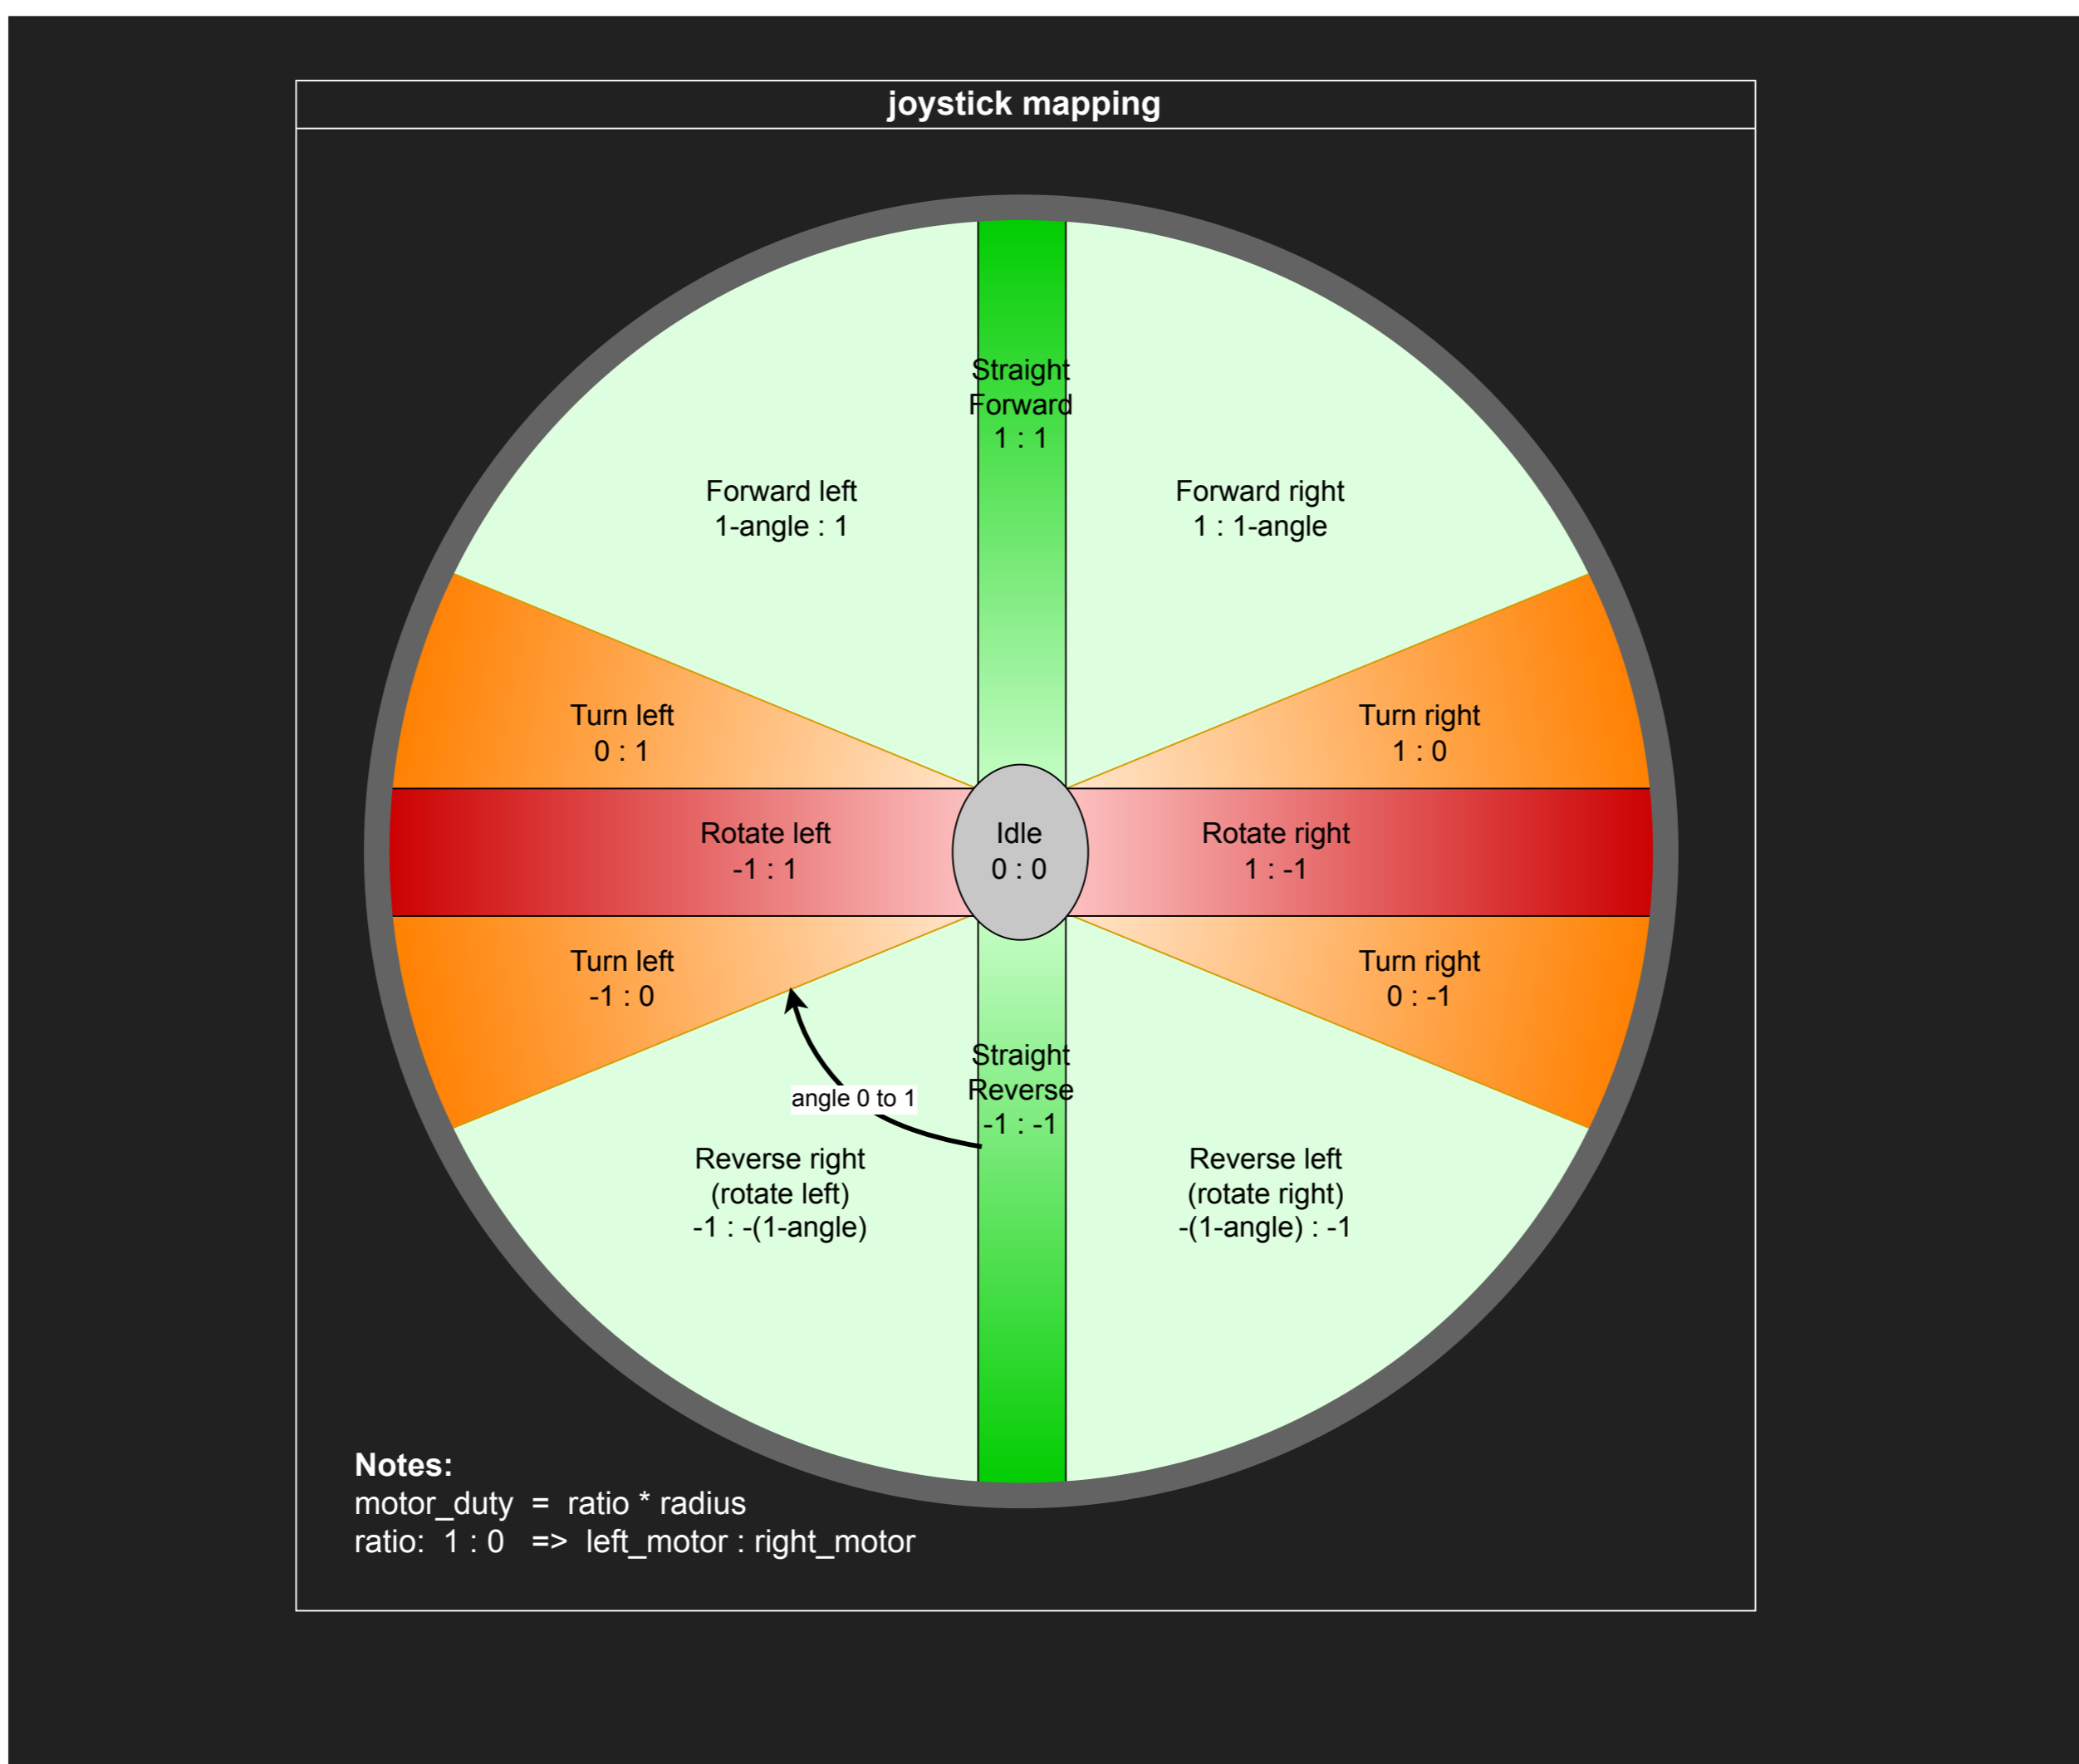 joystick mapping
Straight
Forward
1 : 1
Forward left
1-angle : 1
Forward right
1 : 1-angle
Turn left
0 : 1
Turn right
1 : 0
Rotate left
-1 : 1
Idle
0 : 0
Rotate right
1 : -1
Turn left
-1 : 0
Turn right
0 : -1
Straight
Reverse
-1 : -1
angle 0 to 1
Reverse right
(rotate left)
-1 : -(1-angle)
Reverse left
(rotate right)
-(1-angle) : -1
Notes:
motor_duty = ratio * radius
ratio: 1 : 0 => left_motor : right_motor